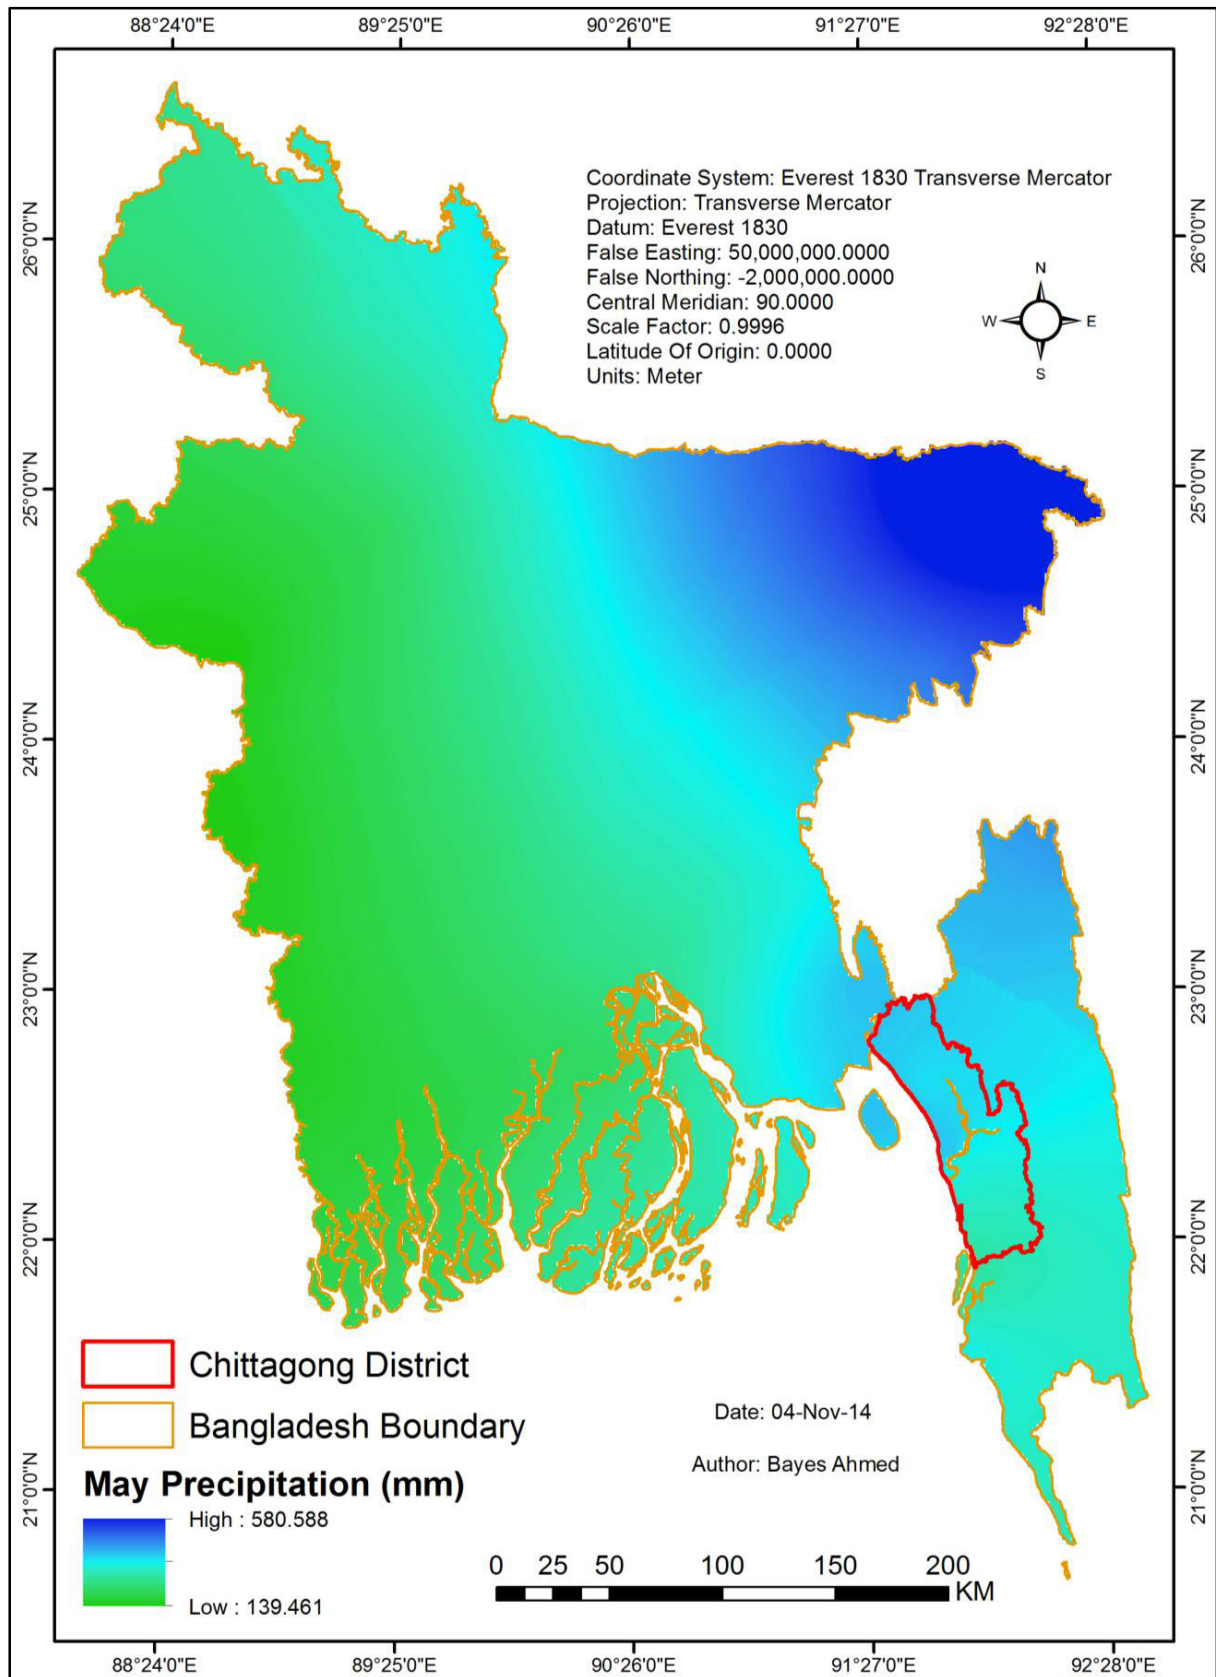 88°24'0"E 89°25'0"E 90°26'0"E 91°27'0"E 92°28'0"E
Coordinate System: Everest 1830 Transverse Mercator
Projection: Transverse Mercator
Datum: Everest 1830
False Easting: 50,000,000.0000
False Northing: -2,000,000.0000
Central Meridian: 90.0000
Scale Factor: 0.9996
Latitude Of Origin: 0.0000
Units: Meter
N
W E
S
26°0'0"N 26°0'0"N
25°0'0"N 25°0'0"N
24°0'0"N 24°0'0"N
23°0'0"N 23°0'0"N
22°0'0"N 22°0'0"N
21°0'0"N 21°0'0"N
Chittagong District
Bangladesh Boundary
May Precipitation (mm)
High : 580.588
Low : 139.461
Date: 04-Nov-14
Author: Bayes Ahmed
0 25 50 100 150 200
KM
88°24'0"E 89°25'0"E 90°26'0"E 91°27'0"E 92°28'0"E